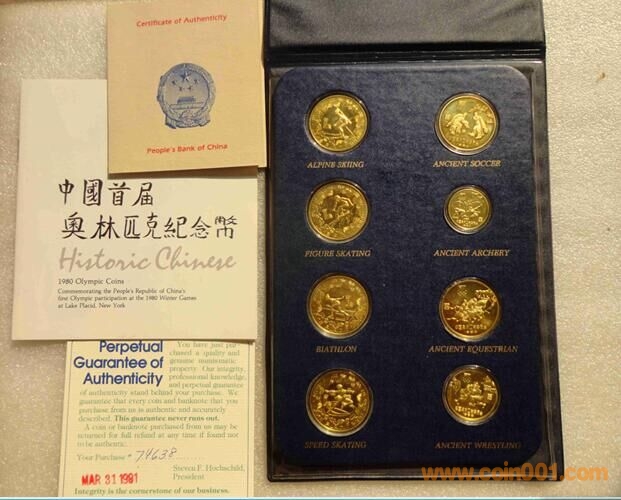 Certificate of Authenticity
People's Bank of China
中國首届
奥林匹克紀念幣
Historic Chinese
1980 Olympic Coins
Commemorating the People's Republic of China's
first Olympic participation at the 1980 Winter Games
at Lake Placid, New York
Perpetual
Guarantee of
Authenticity
You have just pur
chased a quality and
genuine numismatic
property. Our integrity,
professional knowledge,
and perpetual guarantee
of authenticity stand behind your purchase. We
guarantee that every coin and banknote that you
purchase from us is authentic and accurately
described. This guarantee never runs out.
A coin or banknote purchased from us may be
returned for full refund at any time if found not
to be authentic.
Your Purchase # 74638
MAR 31 1981
Steven F. Hochschild,
President
Integrity is the cornerstone of our business.
ALPINE SKIING
ANCIENT SOCCER
FIGURE SKATING
ANCIENT ARCHERY
BIATHLON
ANCIENT EQUESTRIAN
SPEED SKATING
ANCIENT WRESTLING
www.coin001.com